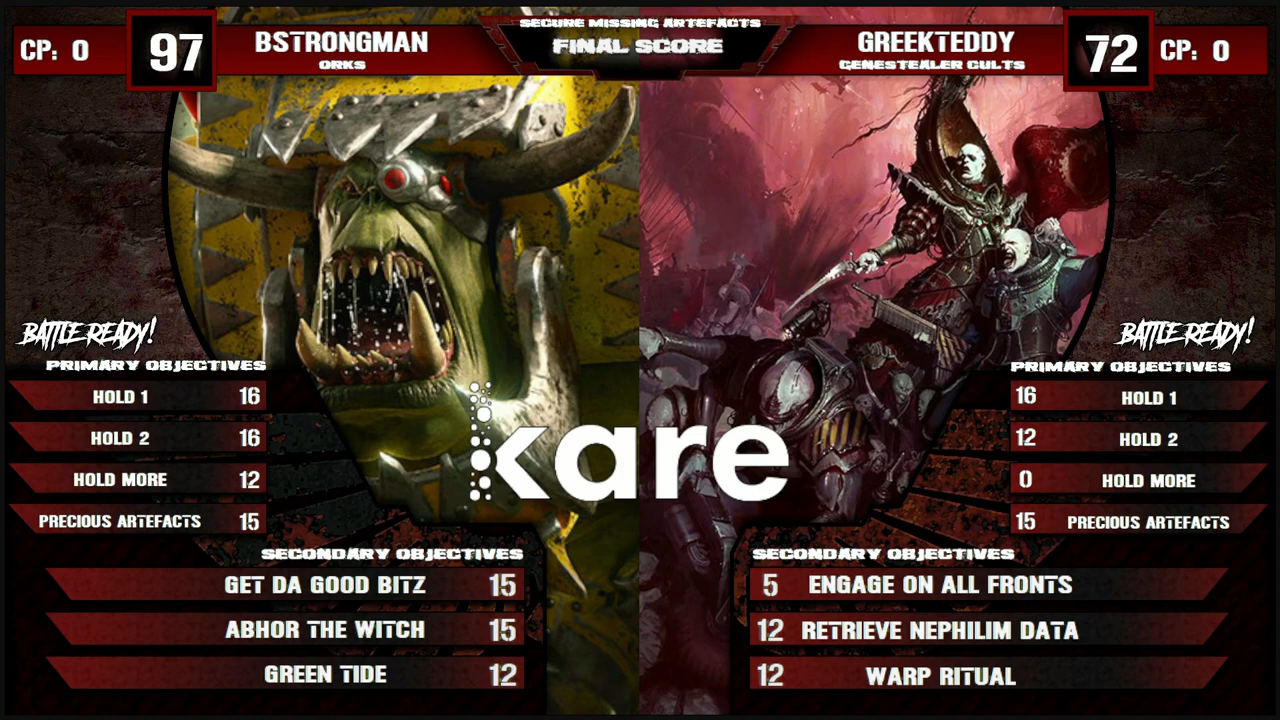 SECURE MISSING ARTEFACTS
FINAL SCORE
CP: 0
97
BSTRONGMAN
ORKS
GREEKTEDDY
GENESTEALER CULTS
72
CP: 0
BATTLE READY!
PRIMARY OBJECTIVES
HOLD 1 16
HOLD 2 16
HOLD MORE 12
PRECIOUS ARTEFACTS 15
BATTLE READY!
PRIMARY OBJECTIVES
16 HOLD 1
12 HOLD 2
0 HOLD MORE
15 PRECIOUS ARTEFACTS
kare
SECONDARY OBJECTIVES
GET DA GOOD BITZ 15
ABHOR THE WITCH 15
GREEN TIDE 12
SECONDARY OBJECTIVES
5 ENGAGE ON ALL FRONTS
12 RETRIEVE NEPHILIM DATA
12 WARP RITUAL